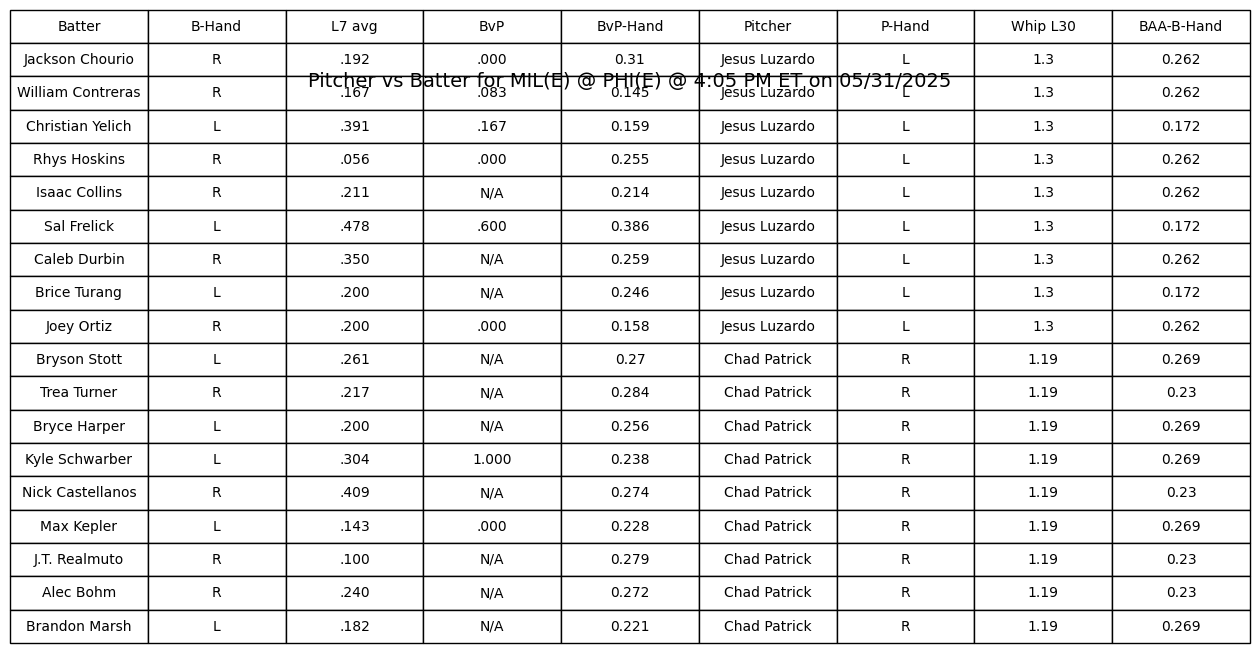 Batter B-Hand L7 avg BvP BvP-Hand Pitcher P-Hand Whip L30 BAA-B-Hand
Jackson Chourio R .192 .000 0.31 Jesus Luzardo L 1.3 0.262
Pitcher vs Batter for MIL(E) @ PHI(E) @ 4:05 PM ET on 05/31/2025
William Contreras R .167 .083 0.145 Jesus Luzardo L 1.3 0.262
Christian Yelich L .391 .167 0.159 Jesus Luzardo L 1.3 0.172
Rhys Hoskins R .056 .000 0.255 Jesus Luzardo L 1.3 0.262
Isaac Collins R .211 N/A 0.214 Jesus Luzardo L 1.3 0.262
Sal Frelick L .478 .600 0.386 Jesus Luzardo L 1.3 0.172
Caleb Durbin R .350 N/A 0.259 Jesus Luzardo L 1.3 0.262
Brice Turang L .200 N/A 0.246 Jesus Luzardo L 1.3 0.172
Joey Ortiz R .200 .000 0.158 Jesus Luzardo L 1.3 0.262
Bryson Stott L .261 N/A 0.27 Chad Patrick R 1.19 0.269
Trea Turner R .217 N/A 0.284 Chad Patrick R 1.19 0.23
Bryce Harper L .200 N/A 0.256 Chad Patrick R 1.19 0.269
Kyle Schwarber L .304 1.000 0.238 Chad Patrick R 1.19 0.269
Nick Castellanos R .409 N/A 0.274 Chad Patrick R 1.19 0.23
Max Kepler L .143 .000 0.228 Chad Patrick R 1.19 0.269
J.T. Realmuto R .100 N/A 0.279 Chad Patrick R 1.19 0.23
Alec Bohm R .240 N/A 0.272 Chad Patrick R 1.19 0.23
Brandon Marsh L .182 N/A 0.221 Chad Patrick R 1.19 0.269